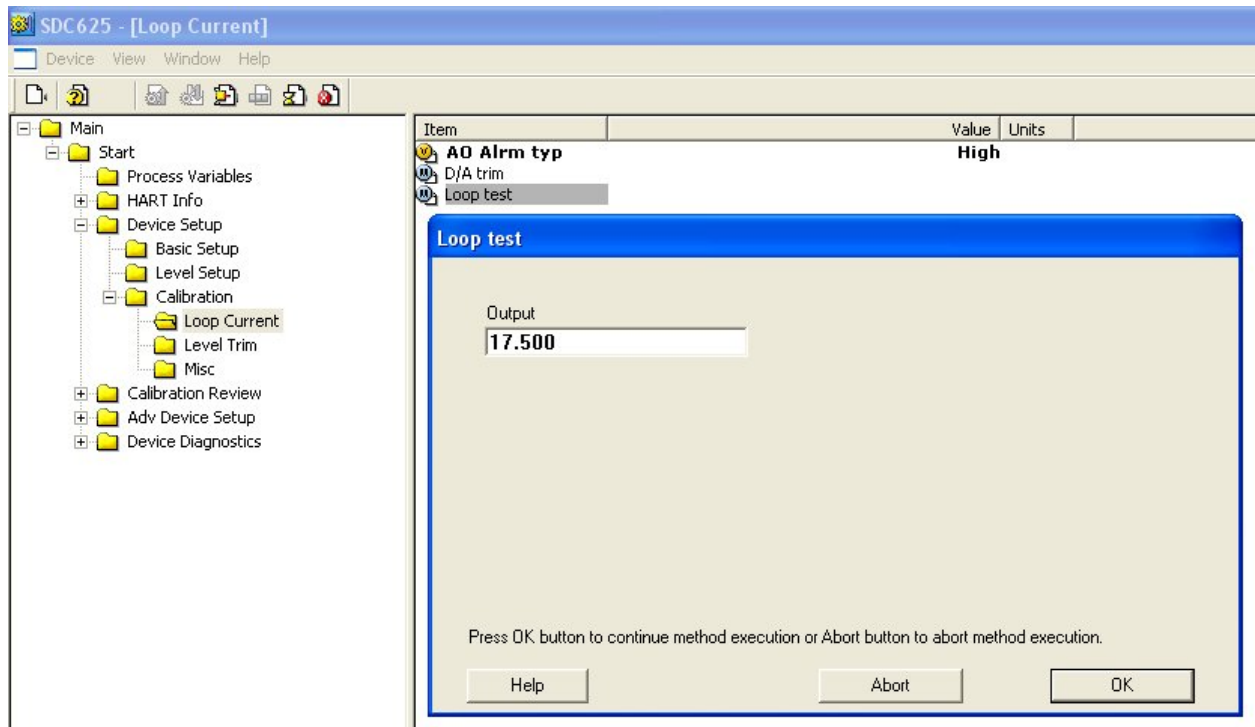 SDC625 - [Loop Current]
Device View Window Help
Main
Start
Process Variables
HART Info
Device Setup
Basic Setup
Level Setup
Calibration
Loop Current
Level Trim
Misc
Calibration Review
Adv Device Setup
Device Diagnostics
Item Value Units
AO Alrm typ High
D/A trim
Loop test
Loop test
Output
17.500
Press OK button to continue method execution or Abort button to abort method execution.
Help Abort OK